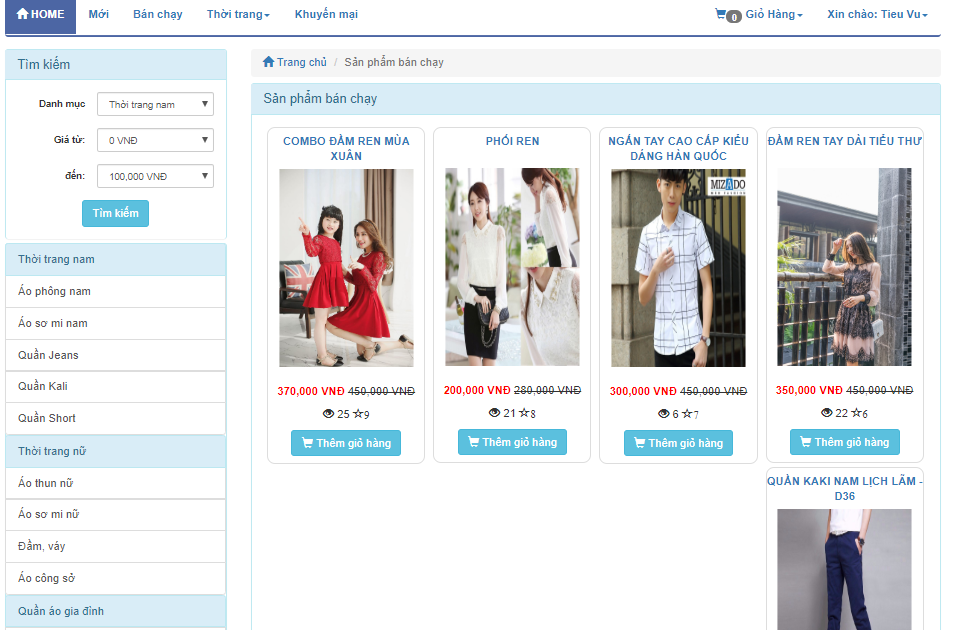 HOME Mới Bán chạy Thời trang Khuyến mại 0 Giỏ Hàng Xin chào: Tieu Vu
Tìm kiếm
Danh mục Thời trang nam
Giá từ: 0 VNĐ
đến: 100,000 VNĐ
Tìm kiếm
Thời trang nam
Áo phông nam
Áo sơ mi nam
Quần Jeans
Quần Kali
Quần Short
Thời trang nữ
Áo thun nữ
Áo sơ mi nữ
Đầm, váy
Áo công sở
Quần áo gia đình
Trang chủ / Sản phẩm bán chạy
Sản phẩm bán chạy
COMBO ĐẦM REN MÙA
XUÂN
370,000 VNĐ 450,000 VNĐ
25 9
Thêm giỏ hàng
PHỐI REN
200,000 VNĐ 280,000 VNĐ
21 8
Thêm giỏ hàng
NGẮN TAY CAO CẤP KIỂU
DÁNG HÀN QUỐC
MIZADO
MEN FASHION
300,000 VNĐ 450,000 VNĐ
6 7
Thêm giỏ hàng
ĐẦM REN TAY DÀI TIỂU THƯ
350,000 VNĐ 450,000 VNĐ
22 6
Thêm giỏ hàng
QUẦN KAKI NAM LỊCH LÃM -
D36